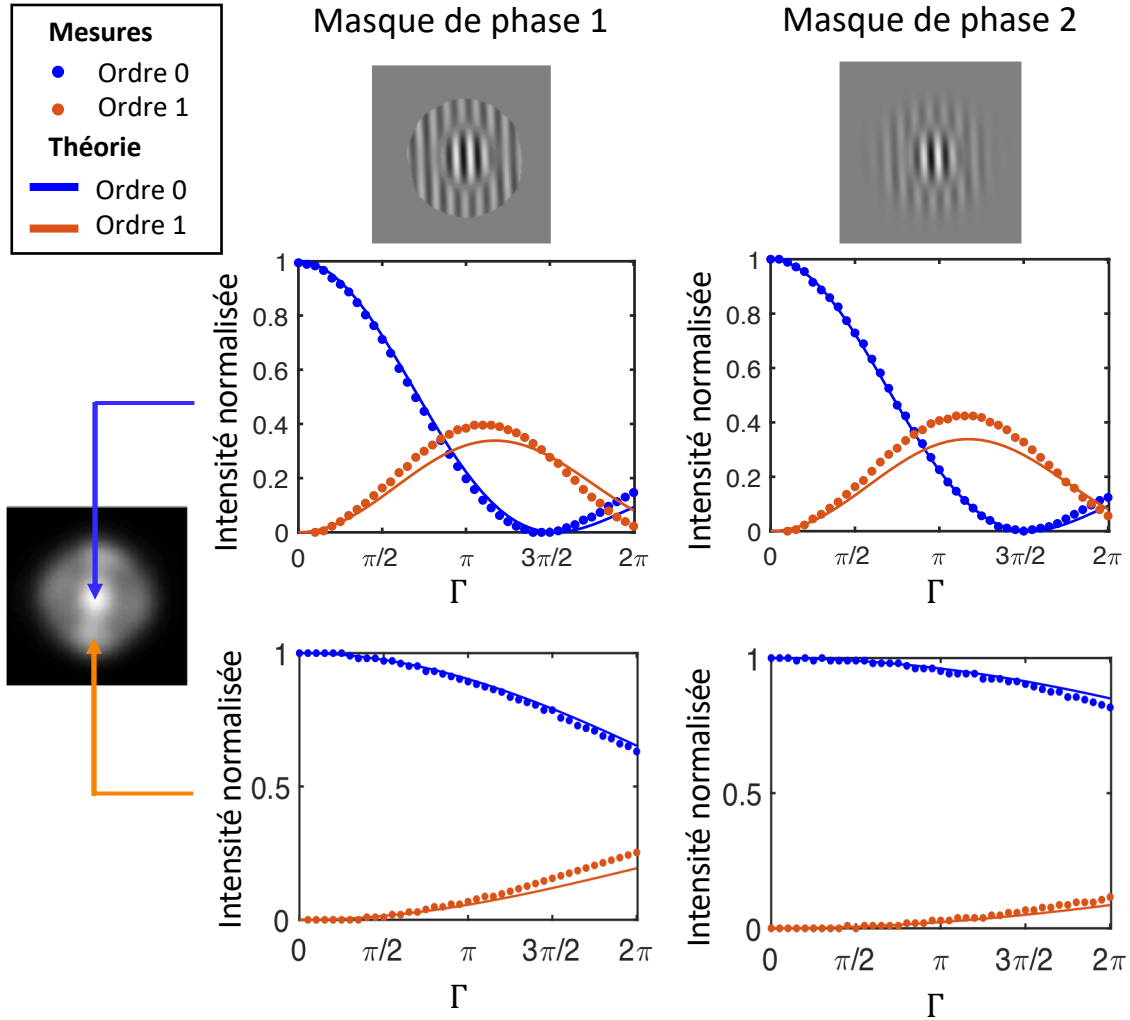 Masque de phase 1
Masque de phase 2
Mesures
Ordre 0
Ordre 1
Théorie
Ordre 0
Ordre 1
Intensité normalisée
1
0.8
0.6
0.4
0.2
0
0
π/2
π
3π/2
2π
Γ
Intensité normalisée
1
0.8
0.6
0.4
0.2
0
0
π/2
π
3π/2
2π
Γ
Intensité normalisée
1
0.5
0
0
π/2
π
3π/2
2π
Γ
Intensité normalisée
1
0.5
0
0
π/2
π
3π/2
2π
Γ